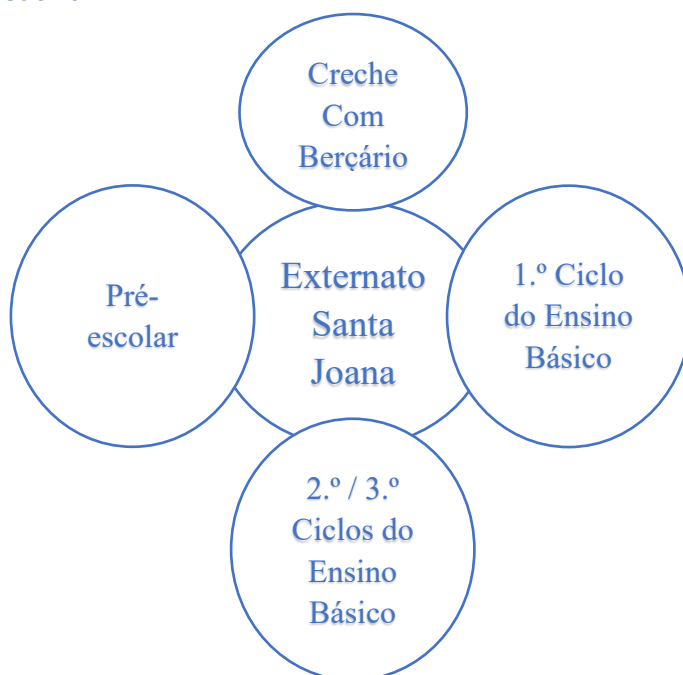 Creche
Com
Berçário
Pré-
escolar
Externato
Santa
Joana
1.º Ciclo
do Ensino
Básico
2.º / 3.º
Ciclos do
Ensino
Básico